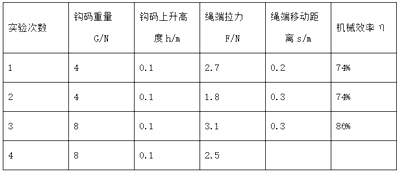 实验次数 钩码重量 G/N 钩码上升高度 h/m 绳端拉力 F/N 绳端移动距离 s/m 机械效率 η
1 4 0.1 2.7 0.2 74%
2 4 0.1 1.8 0.3 74%
3 8 0.1 3.1 0.3 86%
4 8 0.1 2.5